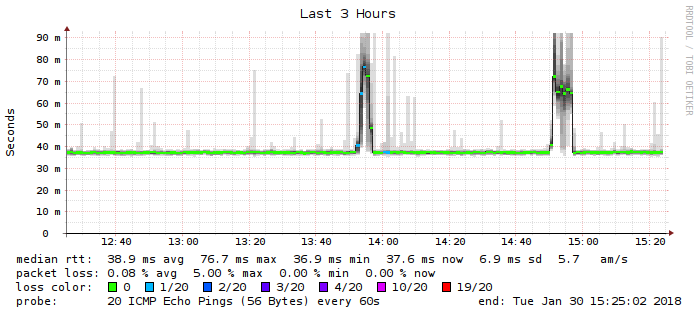 Last 3 Hours
RRDTOOL / TOBI OETIKER
Seconds
90 m
80 m
70 m
60 m
50 m
40 m
30 m
20 m
10 m
0
12:40 13:00 13:20 13:40 14:00 14:20 14:40 15:00 15:20
median rtt: 38.9 ms avg 76.7 ms max 36.9 ms min 37.6 ms now 6.9 ms sd 5.7 am/s
packet loss: 0.08 % avg 5.00 % max 0.00 % min 0.00 % now
loss color: 0 1/20 2/20 3/20 4/20 10/20 19/20
probe: 20 ICMP Echo Pings (56 Bytes) every 60s end: Tue Jan 30 15:25:02 2018